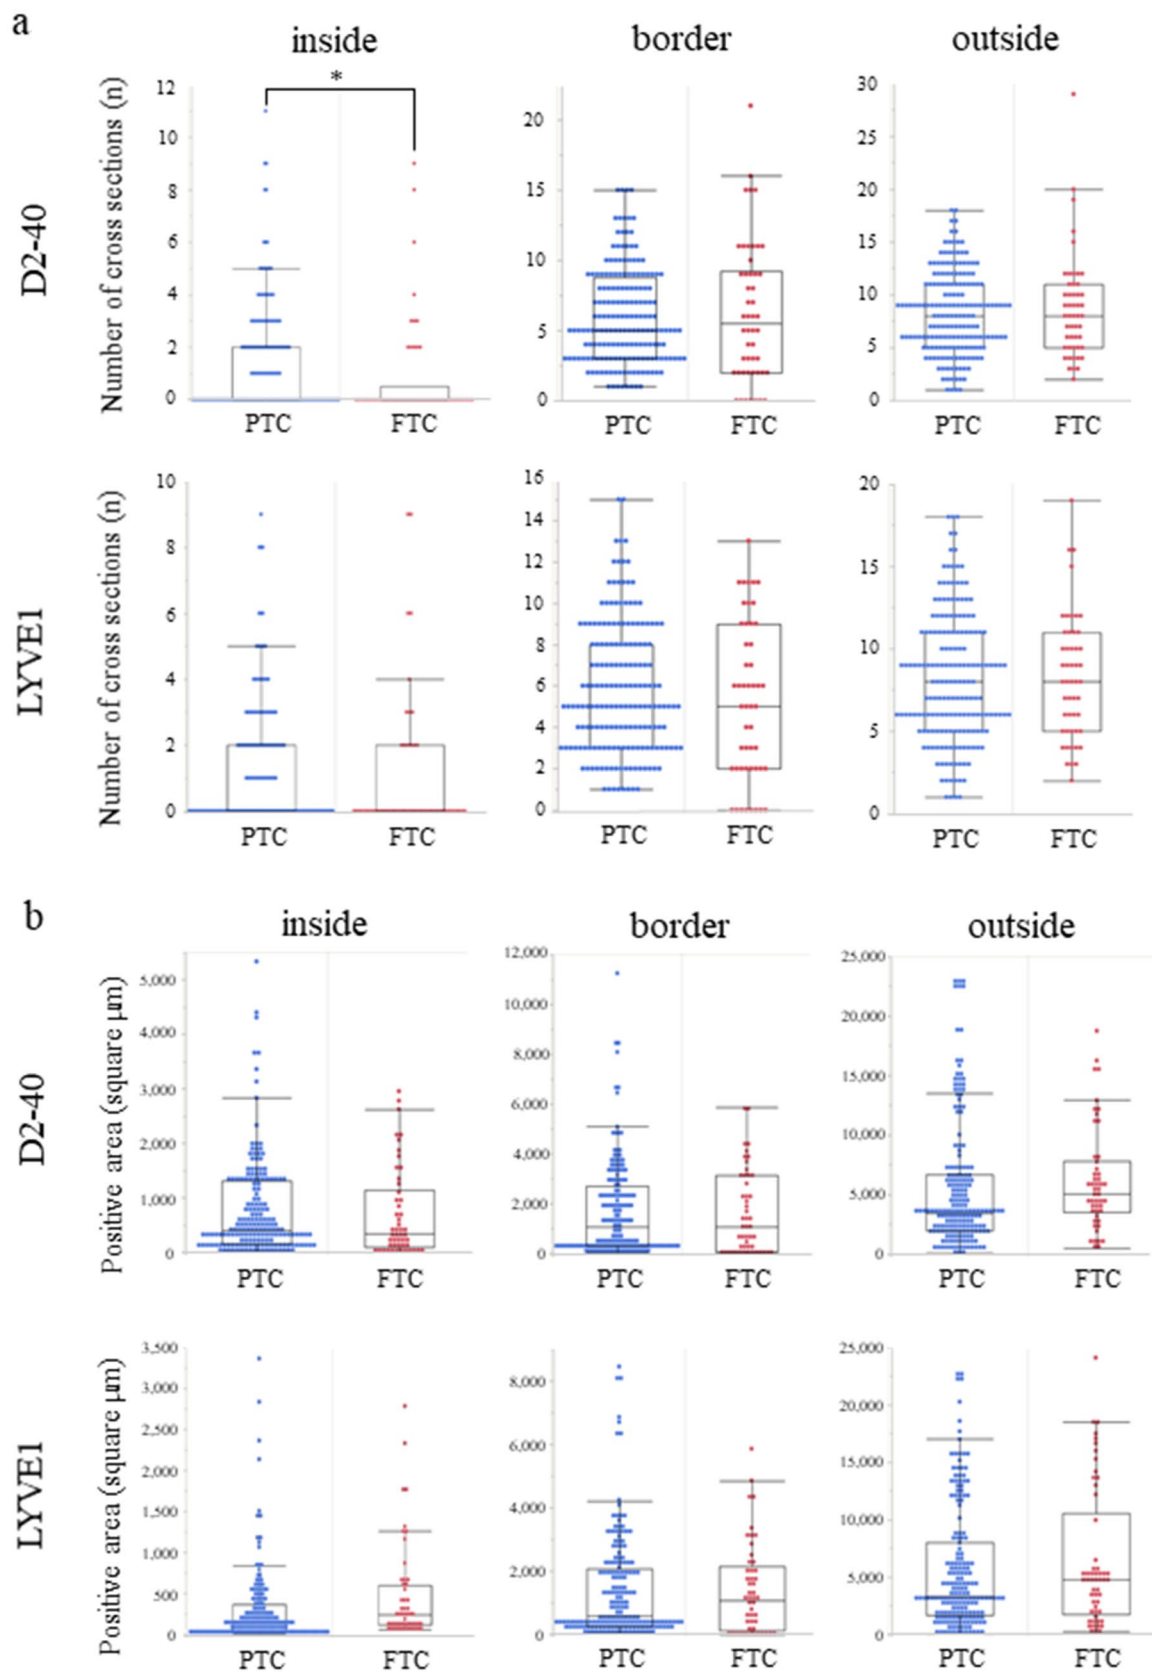 a
inside
border
outside
D2-40
Number of cross sections (n)
12
10
8
6
4
2
0
*
PTC
FTC
20
15
10
5
0
PTC
FTC
30
25
20
15
10
5
0
PTC
FTC
LYVE1
Number of cross sections (n)
10
8
6
4
2
0
PTC
FTC
16
14
12
10
8
6
4
2
0
PTC
FTC
20
15
10
5
0
PTC
FTC
b
inside
border
outside
D2-40
Positive area (square μm)
5,000
4,000
3,000
2,000
1,000
0
PTC
FTC
12,000
10,000
8,000
6,000
4,000
2,000
0
PTC
FTC
25,000
20,000
15,000
10,000
5,000
0
PTC
FTC
LYVE1
Positive area (square μm)
3,500
3,000
2,500
2,000
1,500
1,000
500
0
PTC
FTC
8,000
6,000
4,000
2,000
0
PTC
FTC
25,000
20,000
15,000
10,000
5,000
0
PTC
FTC